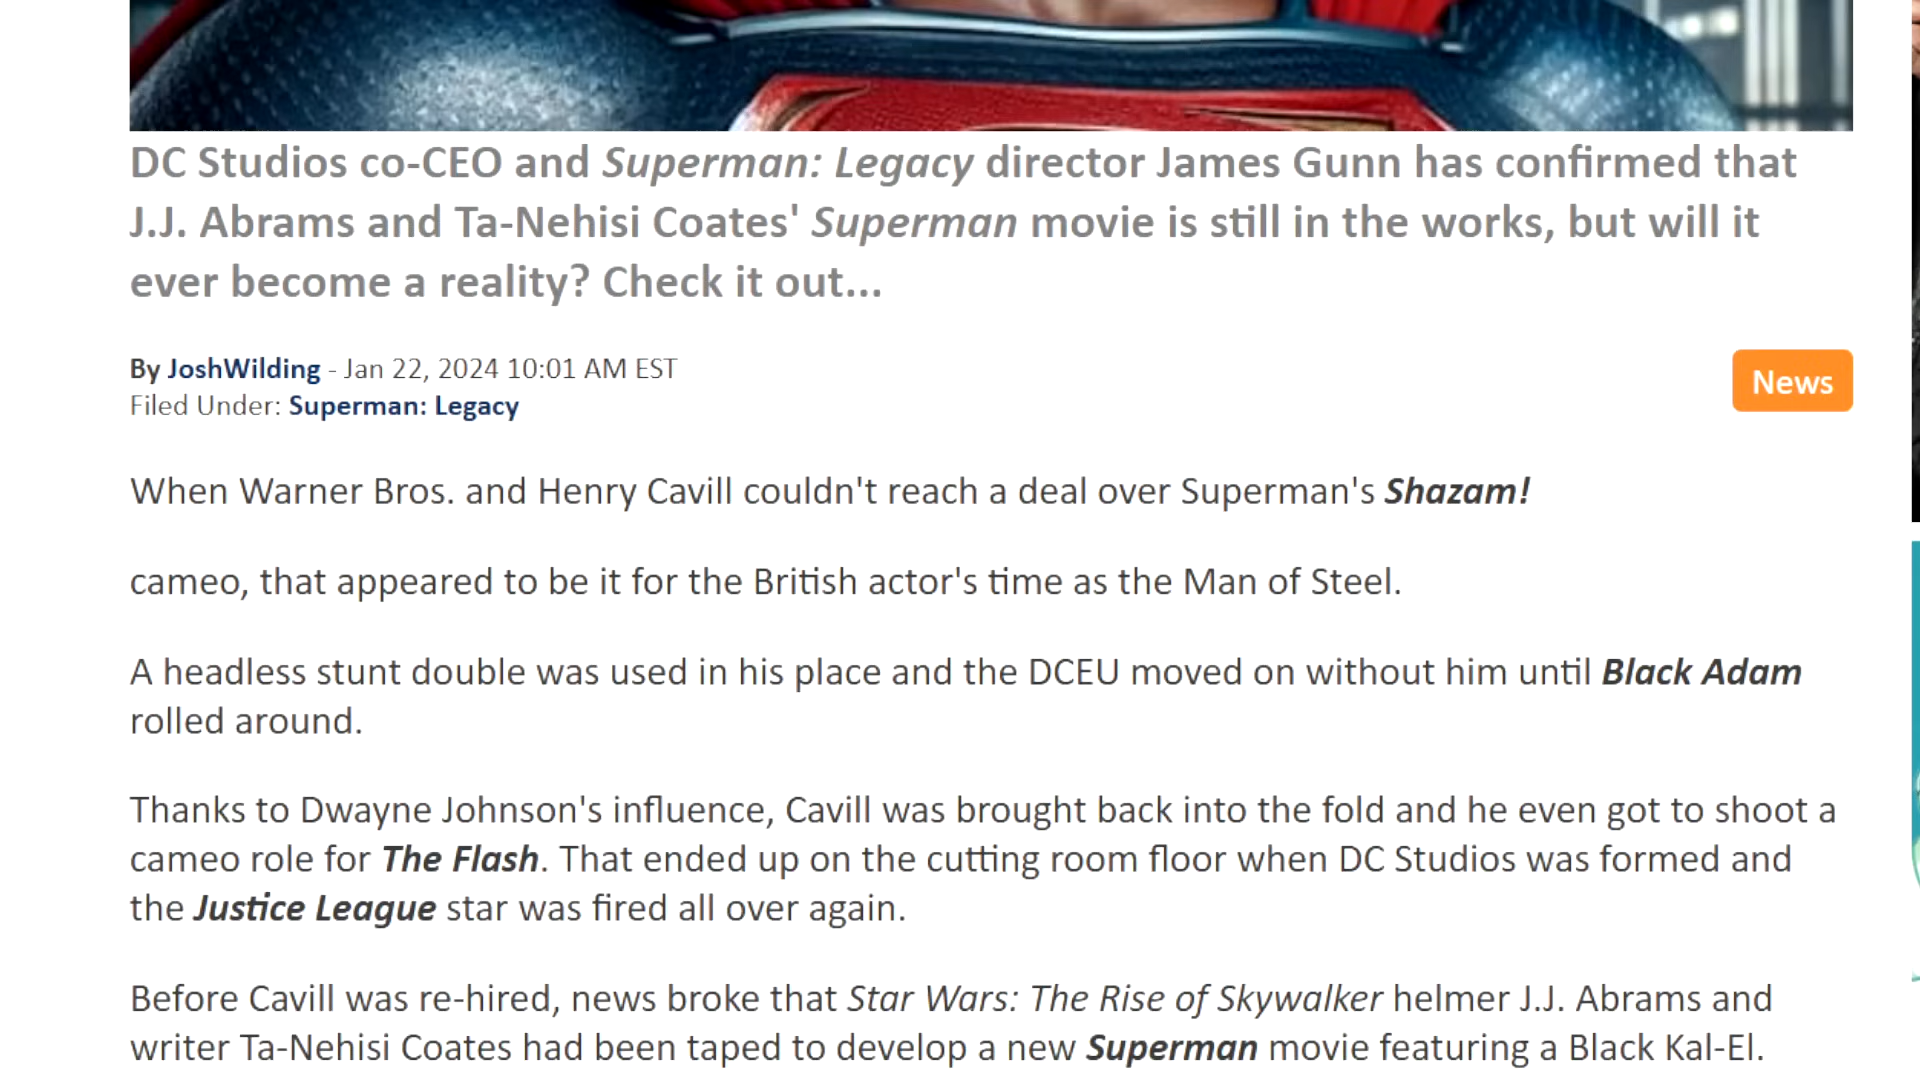 DC Studios co-CEO and Superman: Legacy director James Gunn has confirmed that
J.J. Abrams and Ta-Nehisi Coates' Superman movie is still in the works, but will it
ever become a reality? Check it out...
By JoshWilding - Jan 22, 2024 10:01 AM EST
Filed Under: Superman: Legacy
News
When Warner Bros. and Henry Cavill couldn't reach a deal over Superman's Shazam!
cameo, that appeared to be it for the British actor's time as the Man of Steel.
A headless stunt double was used in his place and the DCEU moved on without him until Black Adam
rolled around.
Thanks to Dwayne Johnson's influence, Cavill was brought back into the fold and he even got to shoot a
cameo role for The Flash. That ended up on the cutting room floor when DC Studios was formed and
the Justice League star was fired all over again.
Before Cavill was re-hired, news broke that Star Wars: The Rise of Skywalker helmer J.J. Abrams and
writer Ta-Nehisi Coates had been taped to develop a new Superman movie featuring a Black Kal-El.